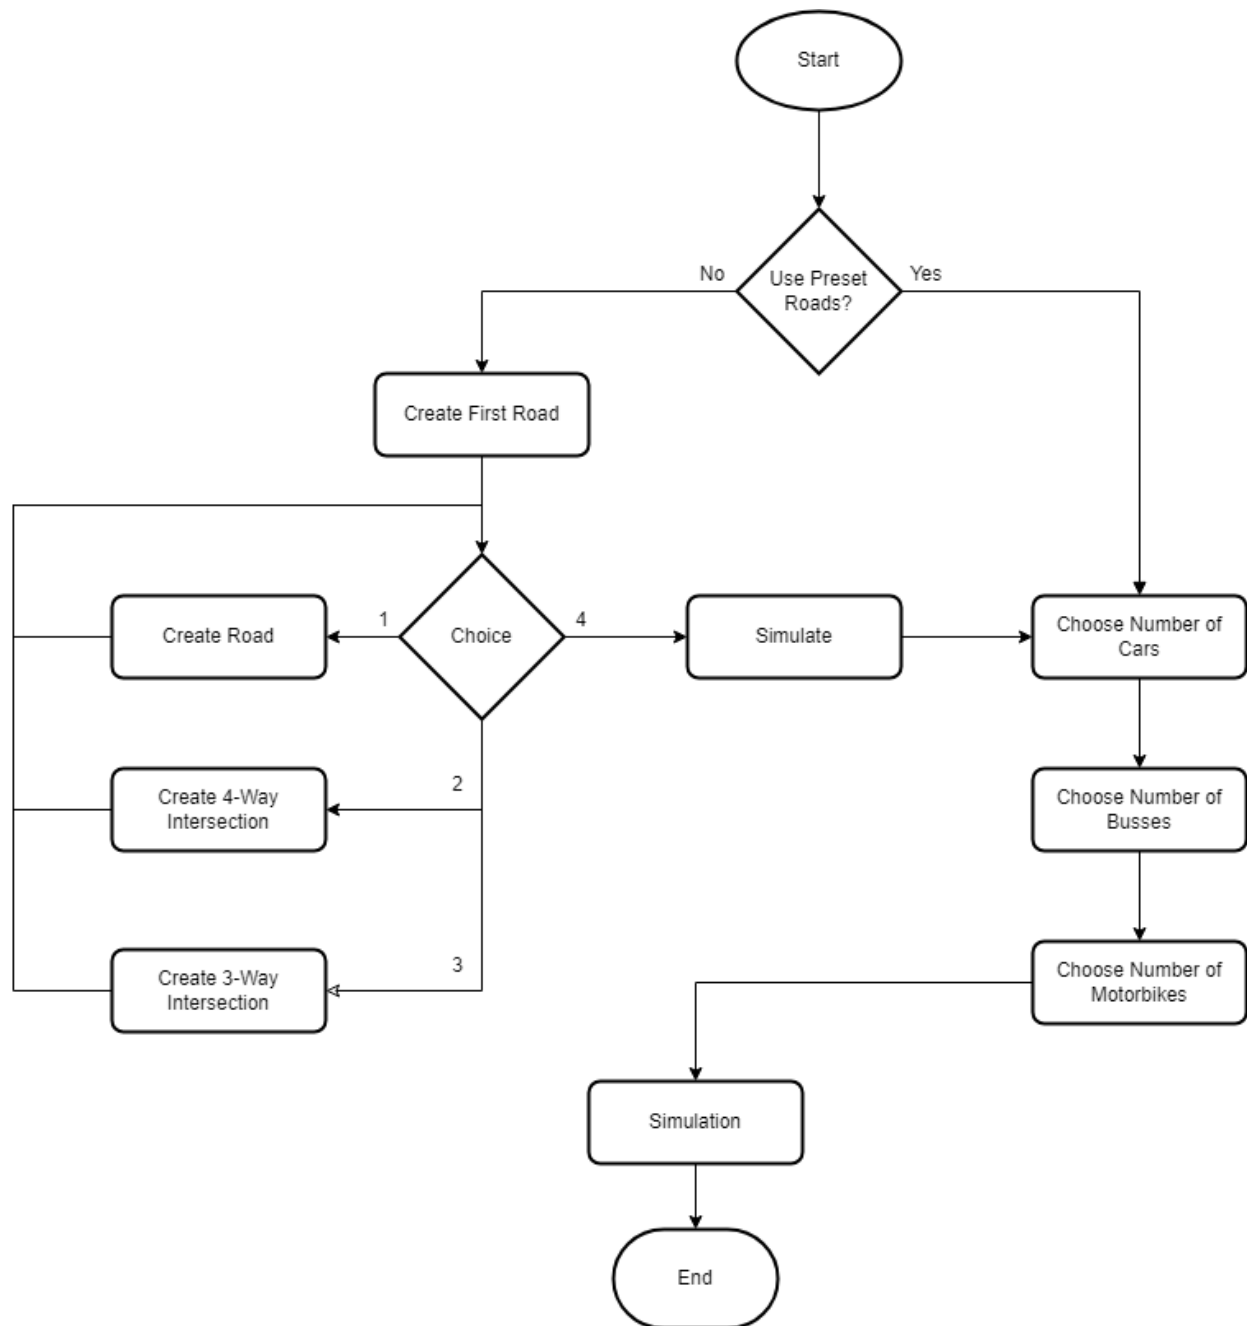 Start
Use Preset
Roads?
No
Yes
Create First Road
Choice
1
4
2
3
Create Road
Create 4-Way
Intersection
Create 3-Way
Intersection
Simulate
Choose Number of
Cars
Choose Number of
Busses
Choose Number of
Motorbikes
Simulation
End